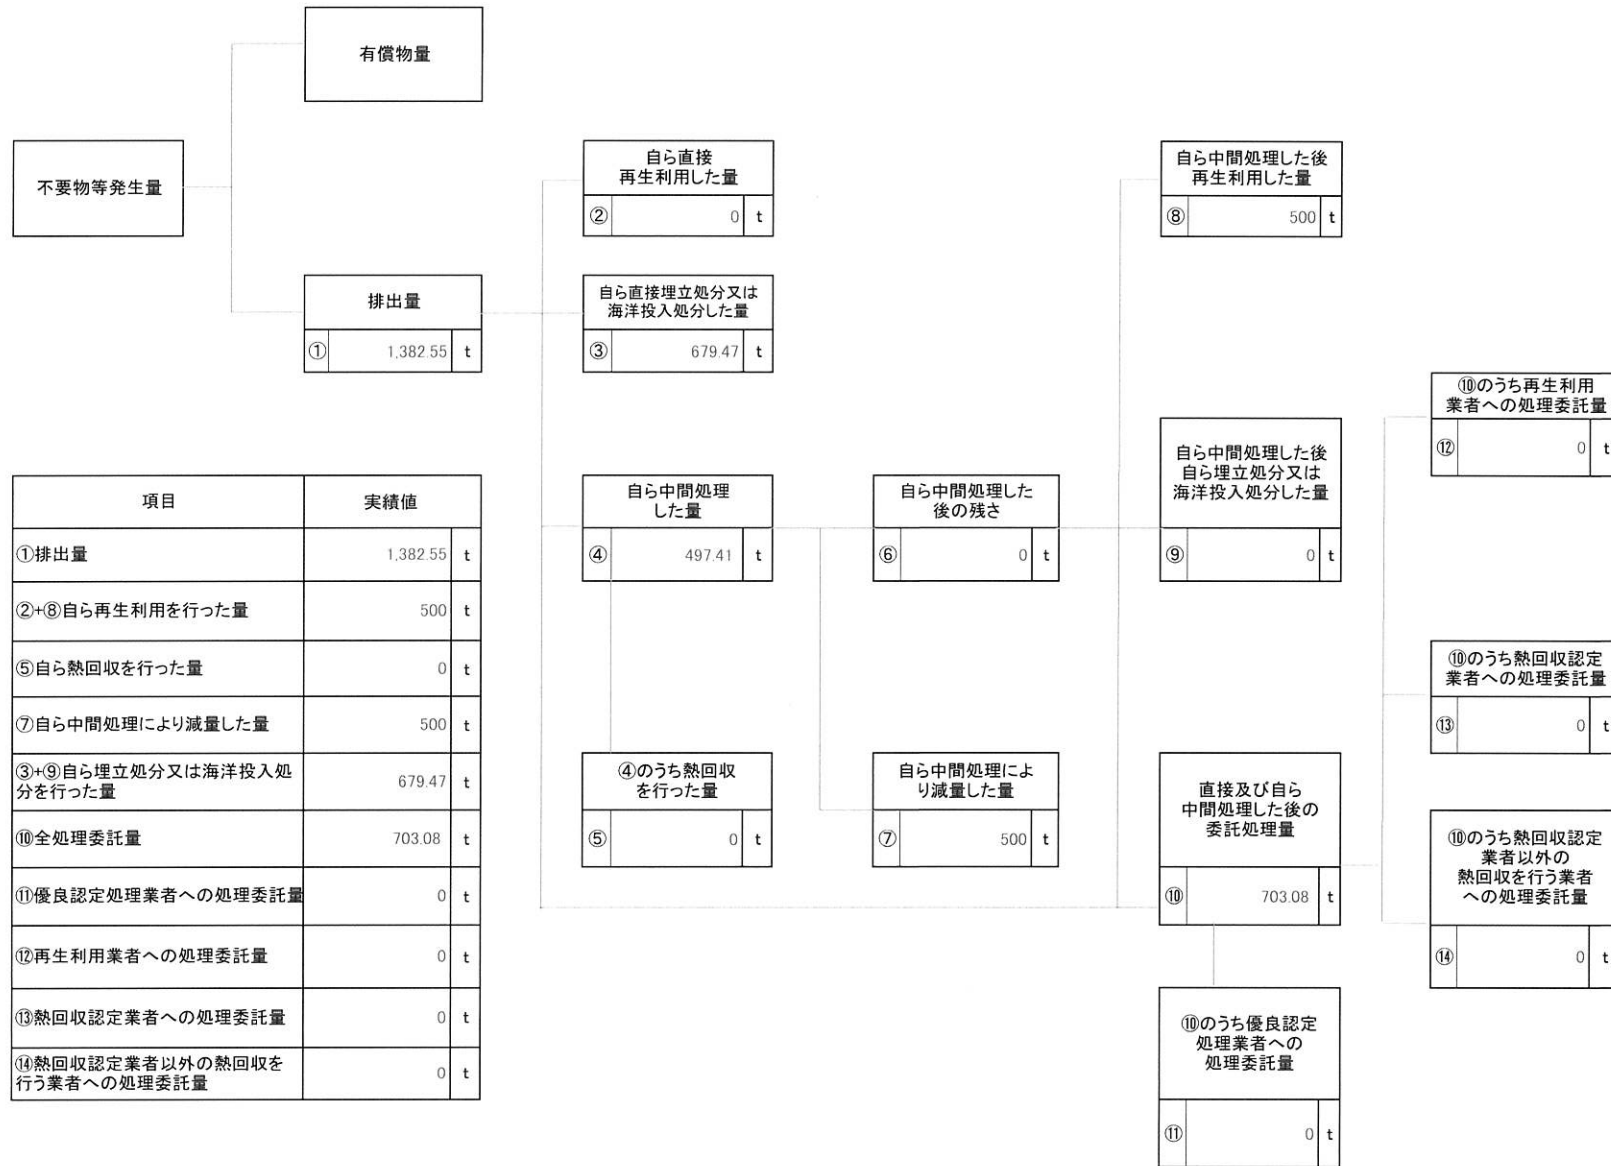 有償物量
不要物等発生量
排出量
① 1,382.55 t
自ら直接
再生利用した量
② 0 t
自ら直接埋立処分又は
海洋投入処分した量
③ 679.47 t
自ら中間処理
した量
④ 497.41 t
④のうち熱回収
を行った量
⑤ 0 t
自ら中間処理した
後の残さ
⑥ 0 t
自ら中間処理によ
り減量した量
⑦ 500 t
自ら中間処理した後
再生利用した量
⑧ 500 t
自ら中間処理した後
自ら埋立処分又は
海洋投入処分した量
⑨ 0 t
直接及び自ら
中間処理した後の
委託処理量
⑩ 703.08 t
⑩のうち優良認定
処理業者への
処理委託量
⑪ 0 t
⑩のうち再生利用
業者への処理委託量
⑫ 0 t
⑩のうち熱回収認定
業者への処理委託量
⑬ 0 t
⑩のうち熱回収認定
業者以外の
熱回収を行う業者
への処理委託量
⑭ 0 t
項目 実績値
①排出量 1,382.55 t
②+⑧自ら再生利用を行った量 500 t
⑤自ら熱回収を行った量 0 t
⑦自ら中間処理により減量した量 500 t
③+⑨自ら埋立処分又は海洋投入処
分を行った量 679.47 t
⑩全処理委託量 703.08 t
⑪優良認定処理業者への処理委託量 0 t
⑫再生利用業者への処理委託量 0 t
⑬熱回収認定業者への処理委託量 0 t
⑭熱回収認定業者以外の熱回収を
行う業者への処理委託量 0 t